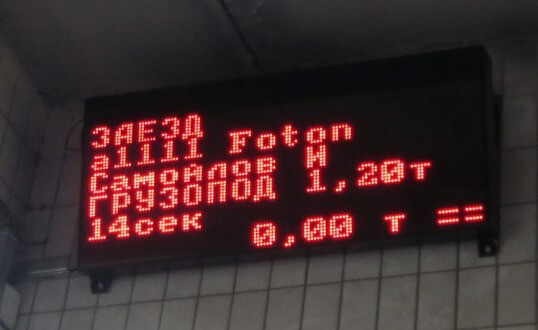 ЗАЕЗД
а1111 Foton
Самойлов И
ГРУЗОПОД 1,20т
14сек 0,00 т ==